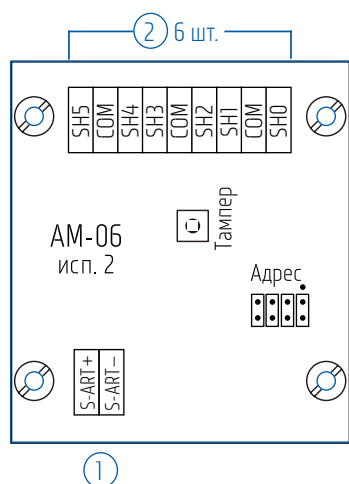 2 6 шт.
SH5 COM SH4 SH3 COM SH2 SH1 COM SH0
Тампер
АМ-06
исп. 2
Адрес
S-ART+
S-ART–
1